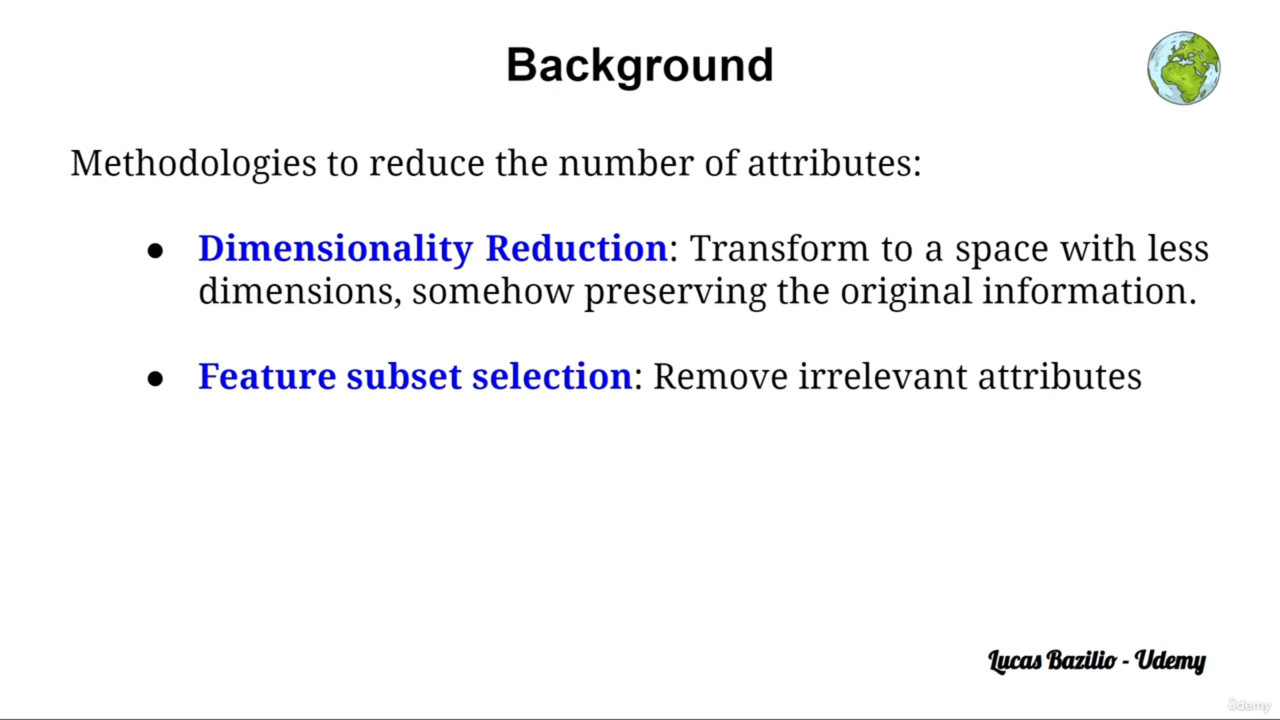 Background
Methodologies to reduce the number of attributes:
● Dimensionality Reduction: Transform to a space with less
dimensions, somehow preserving the original information.
● Feature subset selection: Remove irrelevant attributes
Lucas Bazilio - Udemy
ûdemy